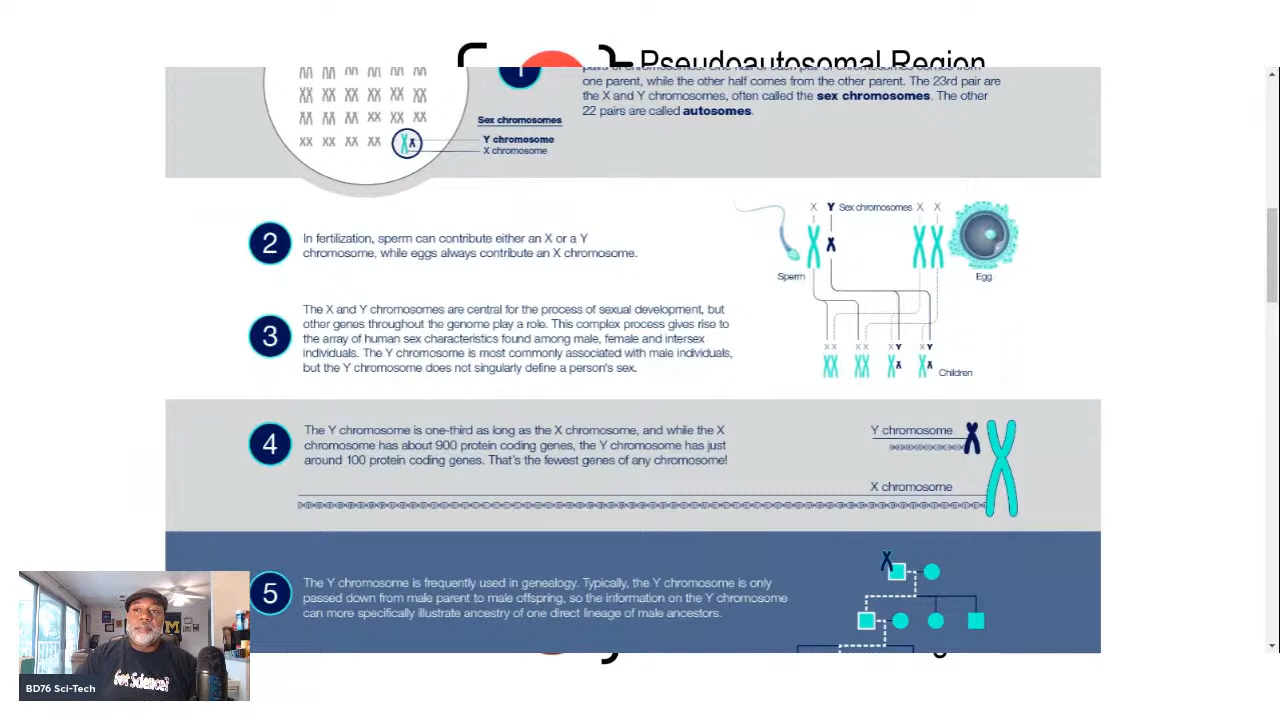 Pseudoautosomal Region
1
one parent, while the other half comes from the other parent. The 23rd pair are
the X and Y chromosomes, often called the sex chromosomes. The other
22 pairs are called autosomes.
Sex chromosomes
Y chromosome
X chromosome
2
In fertilization, sperm can contribute either an X or a Y
chromosome, while eggs always contribute an X chromosome.
X Y Sex chromosomes X X
Sperm
Egg
3
The X and Y chromosomes are central for the process of sexual development, but
other genes throughout the genome play a role. This complex process gives rise to
the array of human sex characteristics found among male, female and intersex
individuals. The Y chromosome is most commonly associated with male individuals,
but the Y chromosome does not singularly define a person's sex.
X X X X X Y X Y
Children
4
The Y chromosome is one-third as long as the X chromosome, and while the X
chromosome has about 900 protein coding genes, the Y chromosome has just
around 100 protein coding genes. That's the fewest genes of any chromosome!
Y chromosome
X chromosome
5
The Y chromosome is frequently used in genealogy. Typically, the Y chromosome is only
passed down from male parent to male offspring, so the information on the Y chromosome
can more specifically illustrate ancestry of one direct lineage of male ancestors.
M
Got Science?
BD76 Sci-Tech